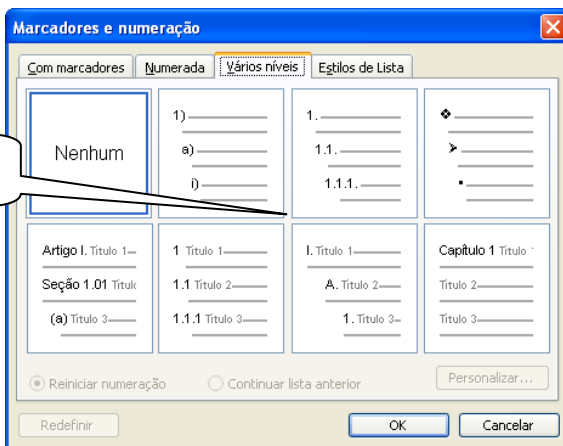 Marcadores e numeração
Com marcadores
Numerada
Vários níveis
Estilos de Lista
Nenhum
1)
a)
i)
1.
1.1.
1.1.1.
Artigo I. Título 1
Seção 1.01 Título
(a) Título 3
1 Título 1
1.1 Título 2
1.1.1 Título 3
I. Título 1
A. Título 2
1. Título 3
Capítulo 1 Título
Título 2
Título 3
Reiniciar numeração
Continuar lista anterior
Personalizar...
Redefinir
OK
Cancelar